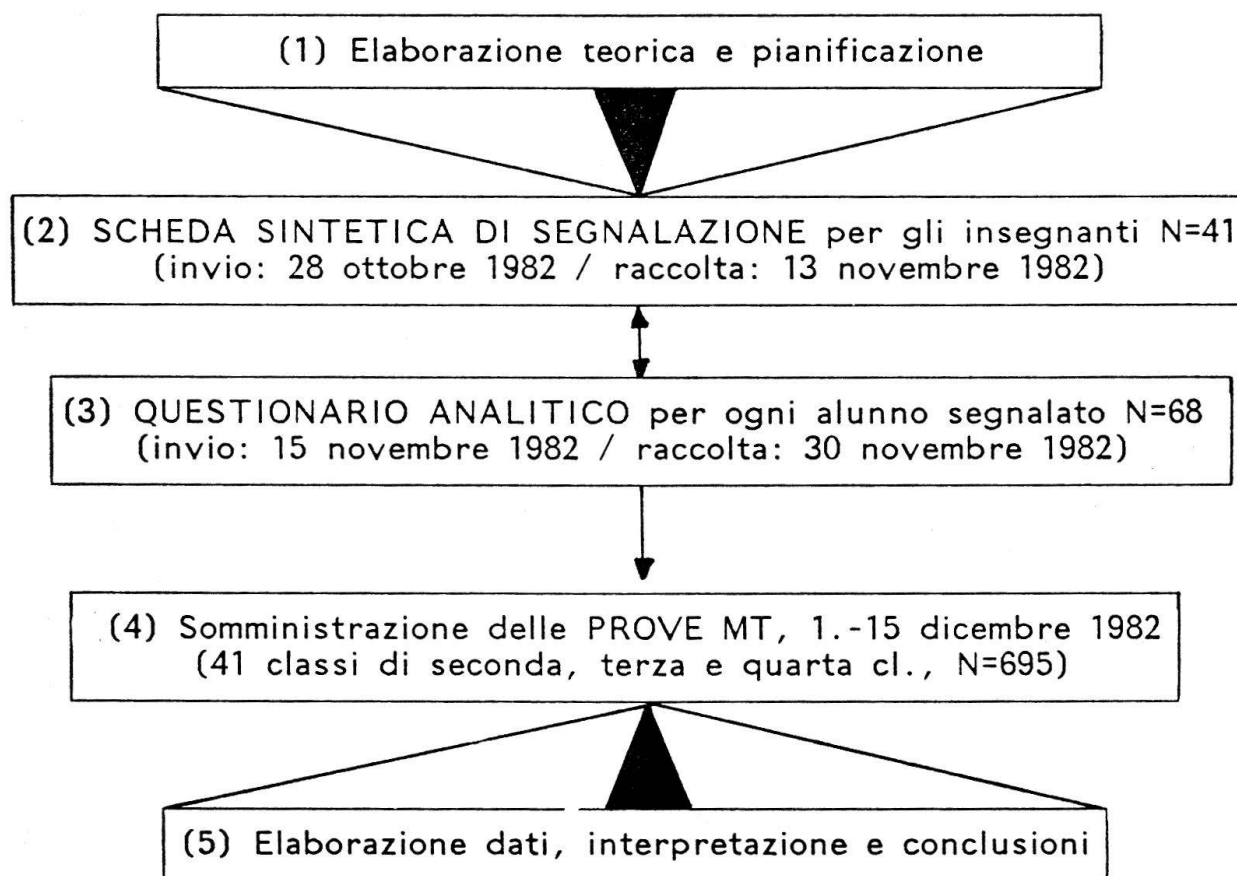 (1) Elaborazione teorica e pianificazione
(2) SCHEDA SINTETICA DI SEGNALAZIONE per gli insegnanti N=41
(invio: 28 ottobre 1982 / raccolta: 13 novembre 1982)
(3) QUESTIONARIO ANALITICO per ogni alunno segnalato N=68
(invio: 15 novembre 1982 / raccolta: 30 novembre 1982)
(4) Somministrazione delle PROVE MT, 1.-15 dicembre 1982
(41 classi di seconda, terza e quarta cl., N=695)
(5) Elaborazione dati, interpretazione e conclusioni